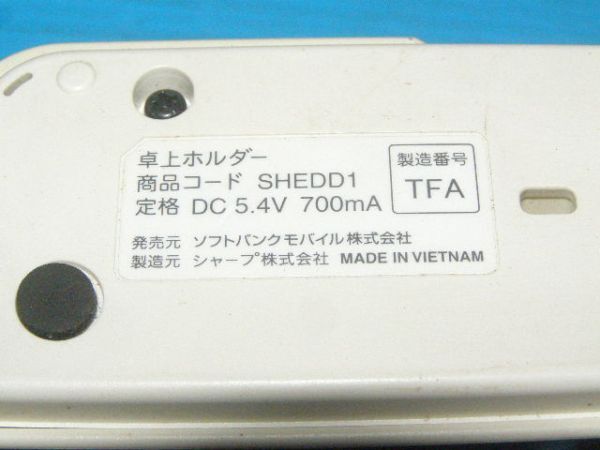 卓上ホルダー
商品コード SHEDD1
定格 DC 5.4V 700mA
製造番号
TFA
発売元 ソフトバンクモバイル株式会社
製造元 シャープ株式会社 MADE IN VIETNAM